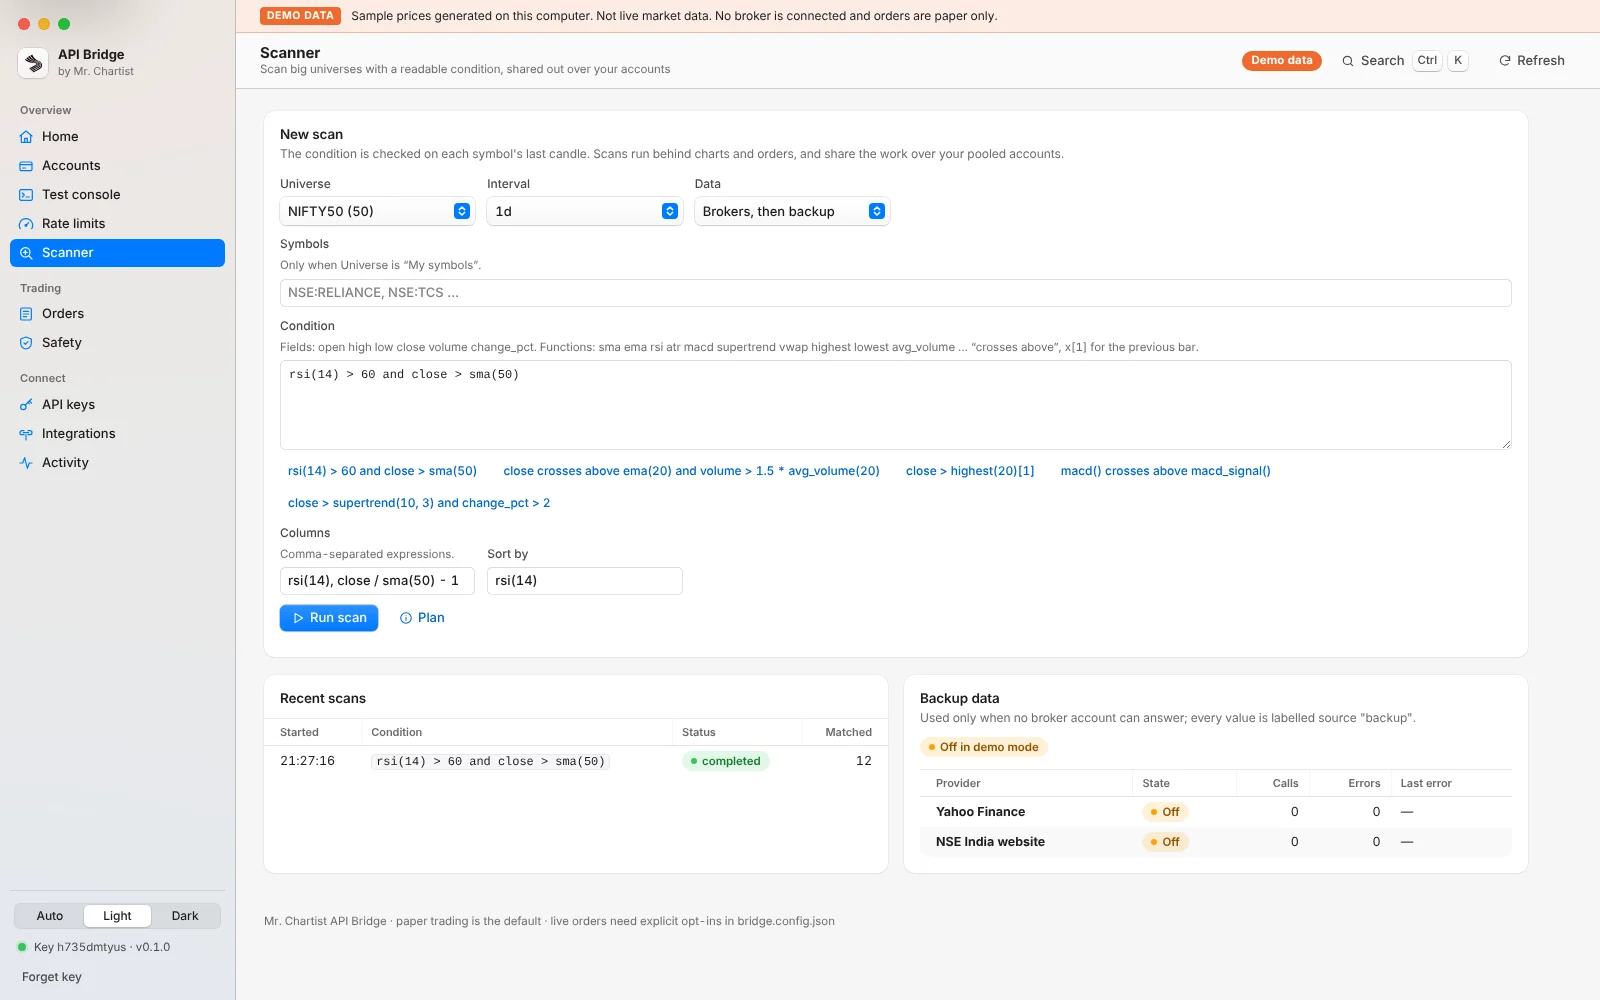 DEMO DATA Sample prices generated on this computer. Not live market data. No broker is connected and orders are paper only.
API Bridge
by Mr. Chartist
Overview
Home
Accounts
Test console
Rate limits
Scanner
Trading
Orders
Safety
Connect
API keys
Integrations
Activity
Auto Light Dark
Key h735dmtyus · v0.1.0
Forget key
Scanner
Scan big universes with a readable condition, shared out over your accounts
Demo data Search Ctrl K Refresh
New scan
The condition is checked on each symbol's last candle. Scans run behind charts and orders, and share the work over your pooled accounts.
Universe Interval Data
NIFTY50 (50) 1d Brokers, then backup
Symbols
Only when Universe is “My symbols”.
NSE:RELIANCE, NSE:TCS ...
Condition
Fields: open high low close volume change_pct. Functions: sma ema rsi atr macd supertrend vwap highest lowest avg_volume ... “crosses above”, x[1] for the previous bar.
rsi(14) > 60 and close > sma(50)
rsi(14) > 60 and close > sma(50) close crosses above ema(20) and volume > 1.5 * avg_volume(20) close > highest(20)[1] macd() crosses above macd_signal()
close > supertrend(10, 3) and change_pct > 2
Columns
Comma-separated expressions. Sort by
rsi(14), close / sma(50) - 1 rsi(14)
Run scan Plan
Recent scans
Started Condition Status Matched
21:27:16 rsi(14) > 60 and close > sma(50) completed 12
Backup data
Used only when no broker account can answer; every value is labelled source "backup".
Off in demo mode
Provider State Calls Errors Last error
Yahoo Finance Off 0 0 —
NSE India website Off 0 0 —
Mr. Chartist API Bridge · paper trading is the default · live orders need explicit opt-ins in bridge.config.json